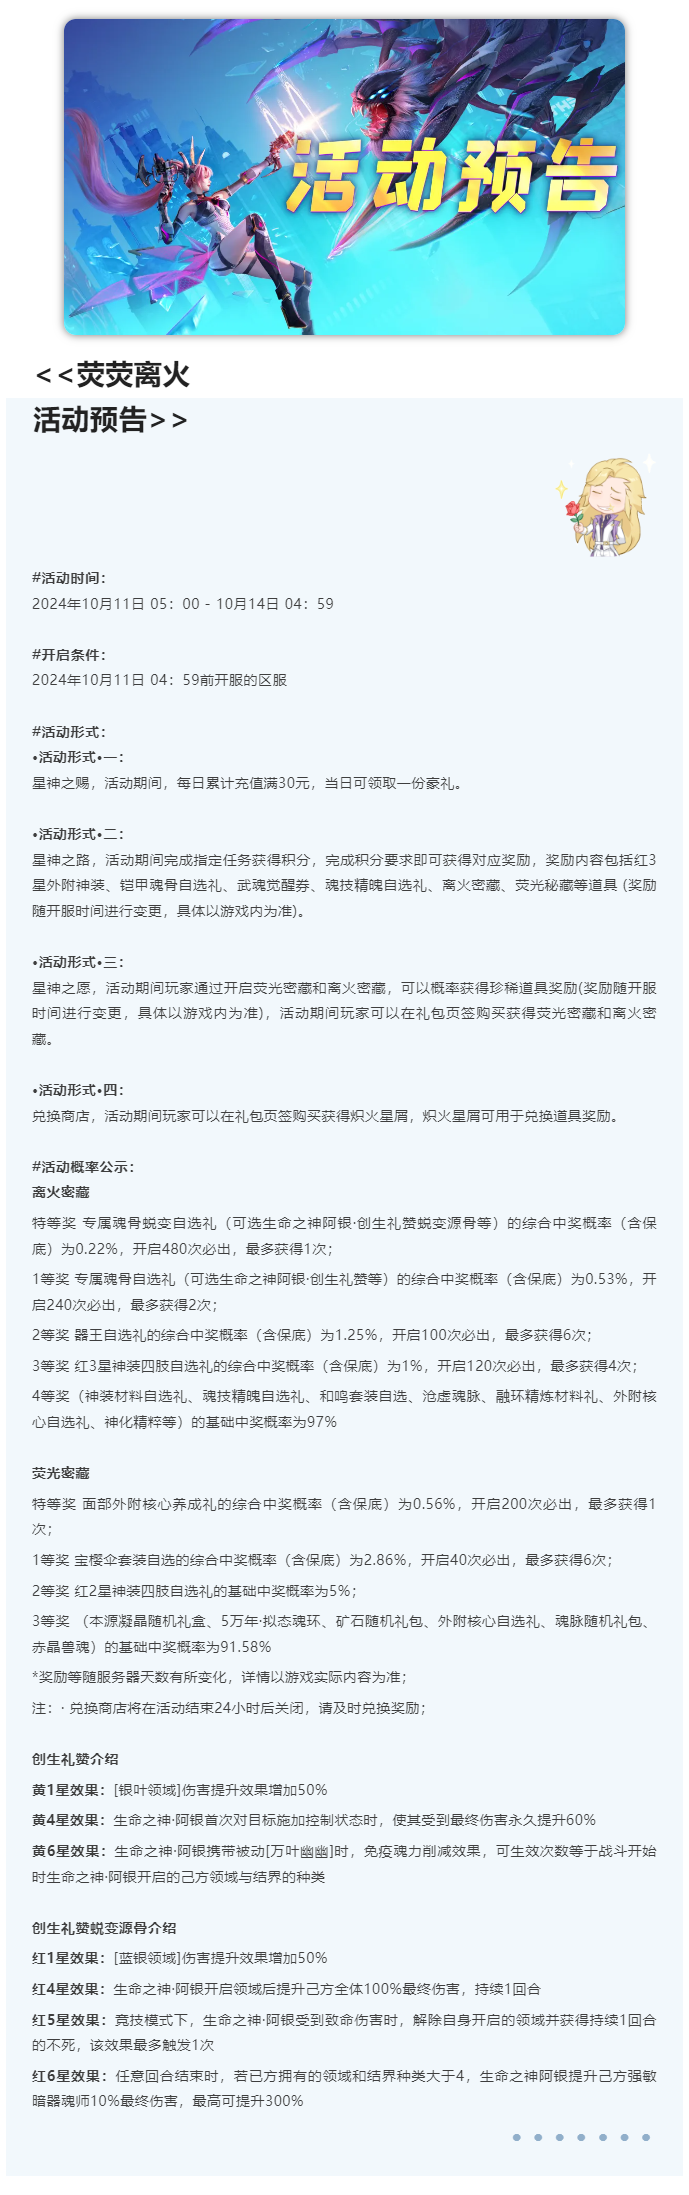 活动预告
<<荧荧离火
活动预告>>
#活动时间：
2024年10月11日 05：00 - 10月14日 04：59
#开启条件：
2024年10月11日 04：59前开服的区服
#活动形式：
•活动形式•一：
星神之赐，活动期间，每日累计充值满30元，当日可领取一份豪礼。
•活动形式•二：
星神之路，活动期间完成指定任务获得积分，完成积分要求即可获得对应奖励，奖励内容包括红3
星外附神装、铠甲魂骨自选礼、武魂觉醒券、魂技精魄自选礼、离火密藏、荧光秘藏等道具 (奖励
随开服时间进行变更，具体以游戏内为准)。
•活动形式•三：
星神之愿，活动期间玩家通过开启荧光密藏和离火密藏，可以概率获得珍稀道具奖励(奖励随开服
时间进行变更，具体以游戏内为准)，活动期间玩家可以在礼包页签购买获得荧光密藏和离火密
藏。
•活动形式•四：
兑换商店，活动期间玩家可以在礼包页签购买获得炽火星屑，炽火星屑可用于兑换道具奖励。
#活动概率公示：
离火密藏
特等奖 专属魂骨蜕变自选礼（可选生命之神阿银·创生礼赞蜕变源骨等）的综合中奖概率（含保
底）为0.22%，开启480次必出，最多获得1次；
1等奖 专属魂骨自选礼（可选生命之神阿银·创生礼赞等）的综合中奖概率（含保底）为0.53%，开
启240次必出，最多获得2次；
2等奖 器王自选礼的综合中奖概率（含保底）为1.25%，开启100次必出，最多获得6次；
3等奖 红3星神装四肢自选礼的综合中奖概率（含保底）为1%，开启120次必出，最多获得4次；
4等奖（神装材料自选礼、魂技精魄自选礼、和鸣套装自选、沧虚魂脉、融环精炼材料礼、外附核
心自选礼、神化精粹等）的基础中奖概率为97%
荧光密藏
特等奖 面部外附核心养成礼的综合中奖概率（含保底）为0.56%，开启200次必出，最多获得1
次；
1等奖 宝樱伞套装自选的综合中奖概率（含保底）为2.86%，开启40次必出，最多获得6次；
2等奖 红2星神装四肢自选礼的基础中奖概率为5%；
3等奖 （本源凝晶随机礼盒、5万年·拟态魂环、矿石随机礼包、外附核心自选礼、魂脉随机礼包、
赤晶兽魂）的基础中奖概率为91.58%
*奖励等随服务器天数有所变化，详情以游戏实际内容为准；
注：· 兑换商店将在活动结束24小时后关闭，请及时兑换奖励；
创生礼赞介绍
黄1星效果：[银叶领域]伤害提升效果增加50%
黄4星效果：生命之神·阿银首次对目标施加控制状态时，使其受到最终伤害永久提升60%
黄6星效果：生命之神·阿银携带被动[万叶幽幽]时，免疫魂力削减效果，可生效次数等于战斗开始
时生命之神·阿银开启的己方领域与结界的种类
创生礼赞蜕变源骨介绍
红1星效果：[蓝银领域]伤害提升效果增加50%
红4星效果：生命之神·阿银开启领域后提升己方全体100%最终伤害，持续1回合
红5星效果：竞技模式下，生命之神·阿银受到致命伤害时，解除自身开启的领域并获得持续1回合
的不死，该效果最多触发1次
红6星效果：任意回合结束时，若已方拥有的领域和结界种类大于4，生命之神阿银提升己方强敏
暗器魂师10%最终伤害，最高可提升300%